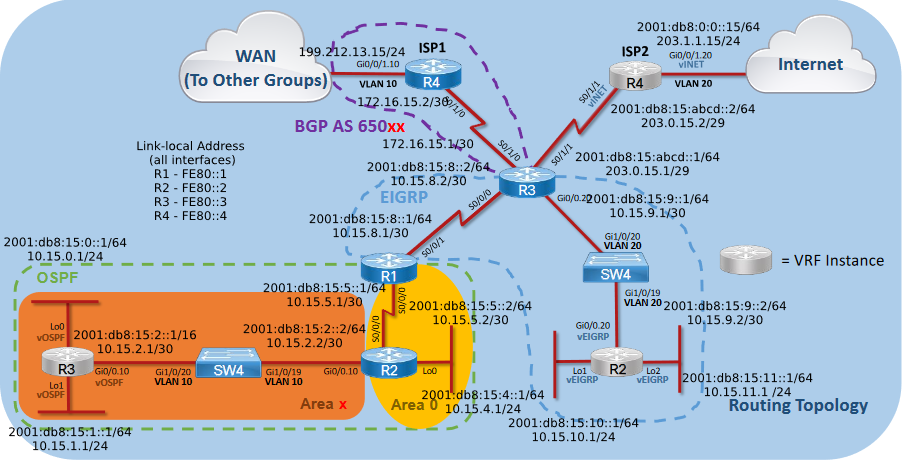 WAN
(To Other Groups)
199.212.13.15/24
ISP1
Gi0/0/1.10
VLAN 10
R4
172.16.15.2/30
S0/1/0
BGP AS 650xx
172.16.15.1/30
S0/1/0
2001:db8:0:0::15/64
203.1.1.15/24
ISP2
Gi0/0/1.20
vINET
VLAN 20
R4
Internet
S0/1/1
vINET
2001:db8:15:abcd::2/64
203.0.15.2/29
S0/1/1
2001:db8:15:abcd::1/64
203.0.15.1/29
Link-local Address
(all interfaces)
R1 - FE80::1
R2 - FE80::2
R3 - FE80::3
R4 - FE80::4
2001:db8:15:8::2/64
10.15.8.2/30
R3
S0/0/0
EIGRP
Gi0/0.20
2001:db8:15:9::1/64
10.15.9.1/30
2001:db8:15:8::1/64
10.15.8.1/30
S0/0/1
R1
Gi1/0/20
VLAN 20
SW4
Gi1/0/19
VLAN 20
= VRF Instance
2001:db8:15:0::1/64
10.15.0.1/24
OSPF
2001:db8:15:5::1/64
10.15.5.1/30
S0/0/0
2001:db8:15:5::2/64
10.15.5.2/30
S0/0/0
2001:db8:15:9::2/64
10.15.9.2/30
Gi0/0.20
vEIGRP
R2
Lo1
vEIGRP
Lo2
vEIGRP
Lo0
vOSPF
2001:db8:15:2::1/16
10.15.2.1/30
2001:db8:15:2::2/64
10.15.2.2/30
R3
Gi0/0.10
vOSPF
Gi1/0/20
VLAN 10
SW4
Gi1/0/19
VLAN 10
Gi0/0.10
R2
Lo0
Lo1
vOSPF
Area x
Area 0
2001:db8:15:4::1/64
10.15.4.1/24
2001:db8:15:11::1/64
10.15.11.1 /24
Routing Topology
2001:db8:15:1::1/64
10.15.1.1/24
2001:db8:15:10::1/64
10.15.10.1/24